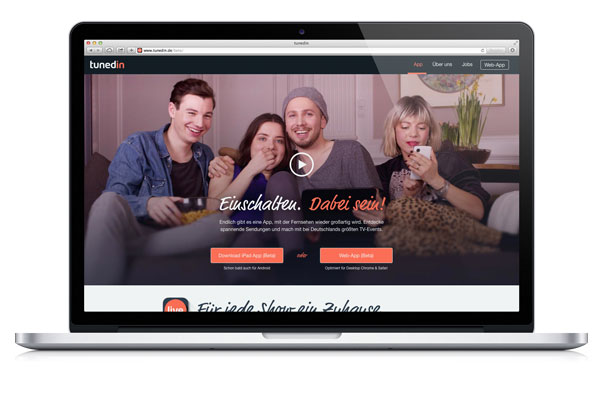 tunedin
www.tunedin.de
tunedin
App
Über uns
Jobs
Web-App
Einschalten. Dabei sein!
Endlich gibt es eine App, mit der Fernsehen wieder großartig wird. Entdecke
spannende Sendungen und mach mit bei Deutschlands größten TV-Events.
Download iPad App (Beta)
oder
Web-App (Beta)
Schon bald auch für Android.
Optimiert für Desktop Chrome & Safari
live
Für jede Show ein Zuhause